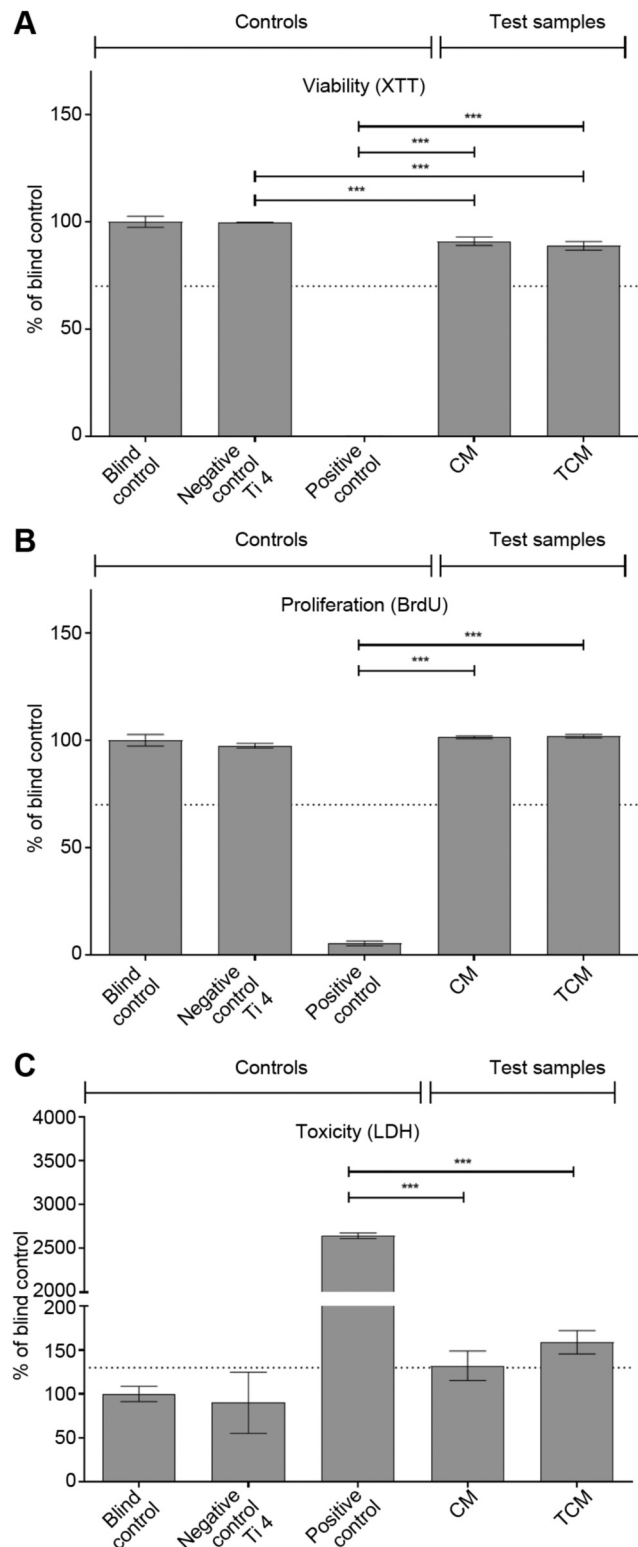 A
Controls
Test samples
Viability (XTT)
% of blind control
150
100
50
0
***
***
***
***
Blind
control
Negative
control
Ti 4
Positive
control
CM
TCM
B
Controls
Test samples
Proliferation (BrdU)
% of blind control
150
100
50
0
***
***
Blind
control
Negative
control
Ti 4
Positive
control
CM
TCM
C
Controls
Test samples
Toxicity (LDH)
% of blind control
4000
3500
3000
2500
2000
200
150
100
50
0
***
***
Blind
control
Negative
control
Ti 4
Positive
control
CM
TCM